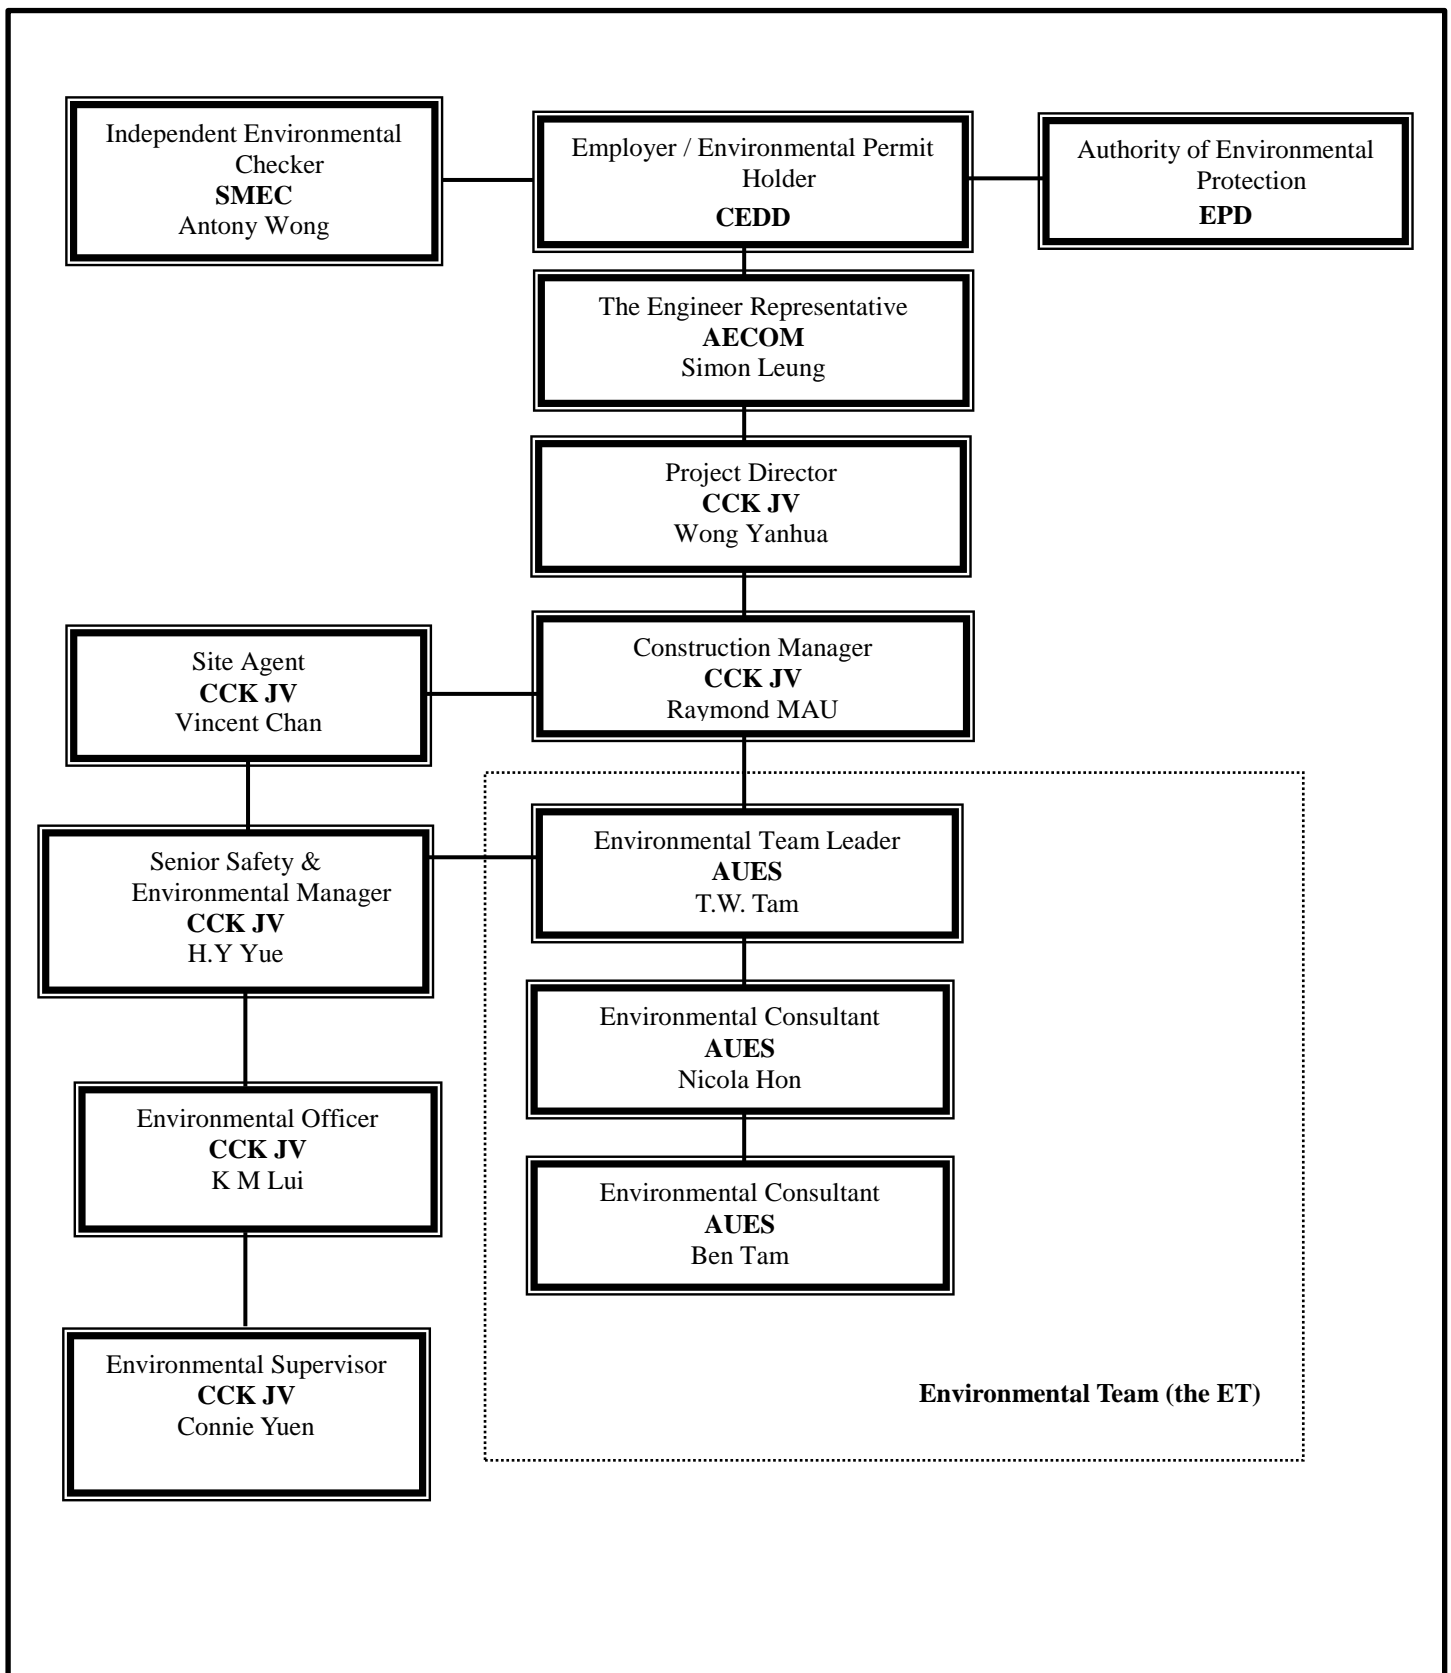 Independent Environmental
Checker
SMEC
Antony Wong
Employer / Environmental Permit
Holder
CEDD
Authority of Environmental
Protection
EPD
The Engineer Representative
AECOM
Simon Leung
Project Director
CCK JV
Wong Yanhua
Site Agent
CCK JV
Vincent Chan
Construction Manager
CCK JV
Raymond MAU
Senior Safety &
Environmental Manager
CCK JV
H.Y Yue
Environmental Team Leader
AUES
T.W. Tam
Environmental Consultant
AUES
Nicola Hon
Environmental Officer
CCK JV
K M Lui
Environmental Consultant
AUES
Ben Tam
Environmental Supervisor
CCK JV
Connie Yuen
Environmental Team (the ET)